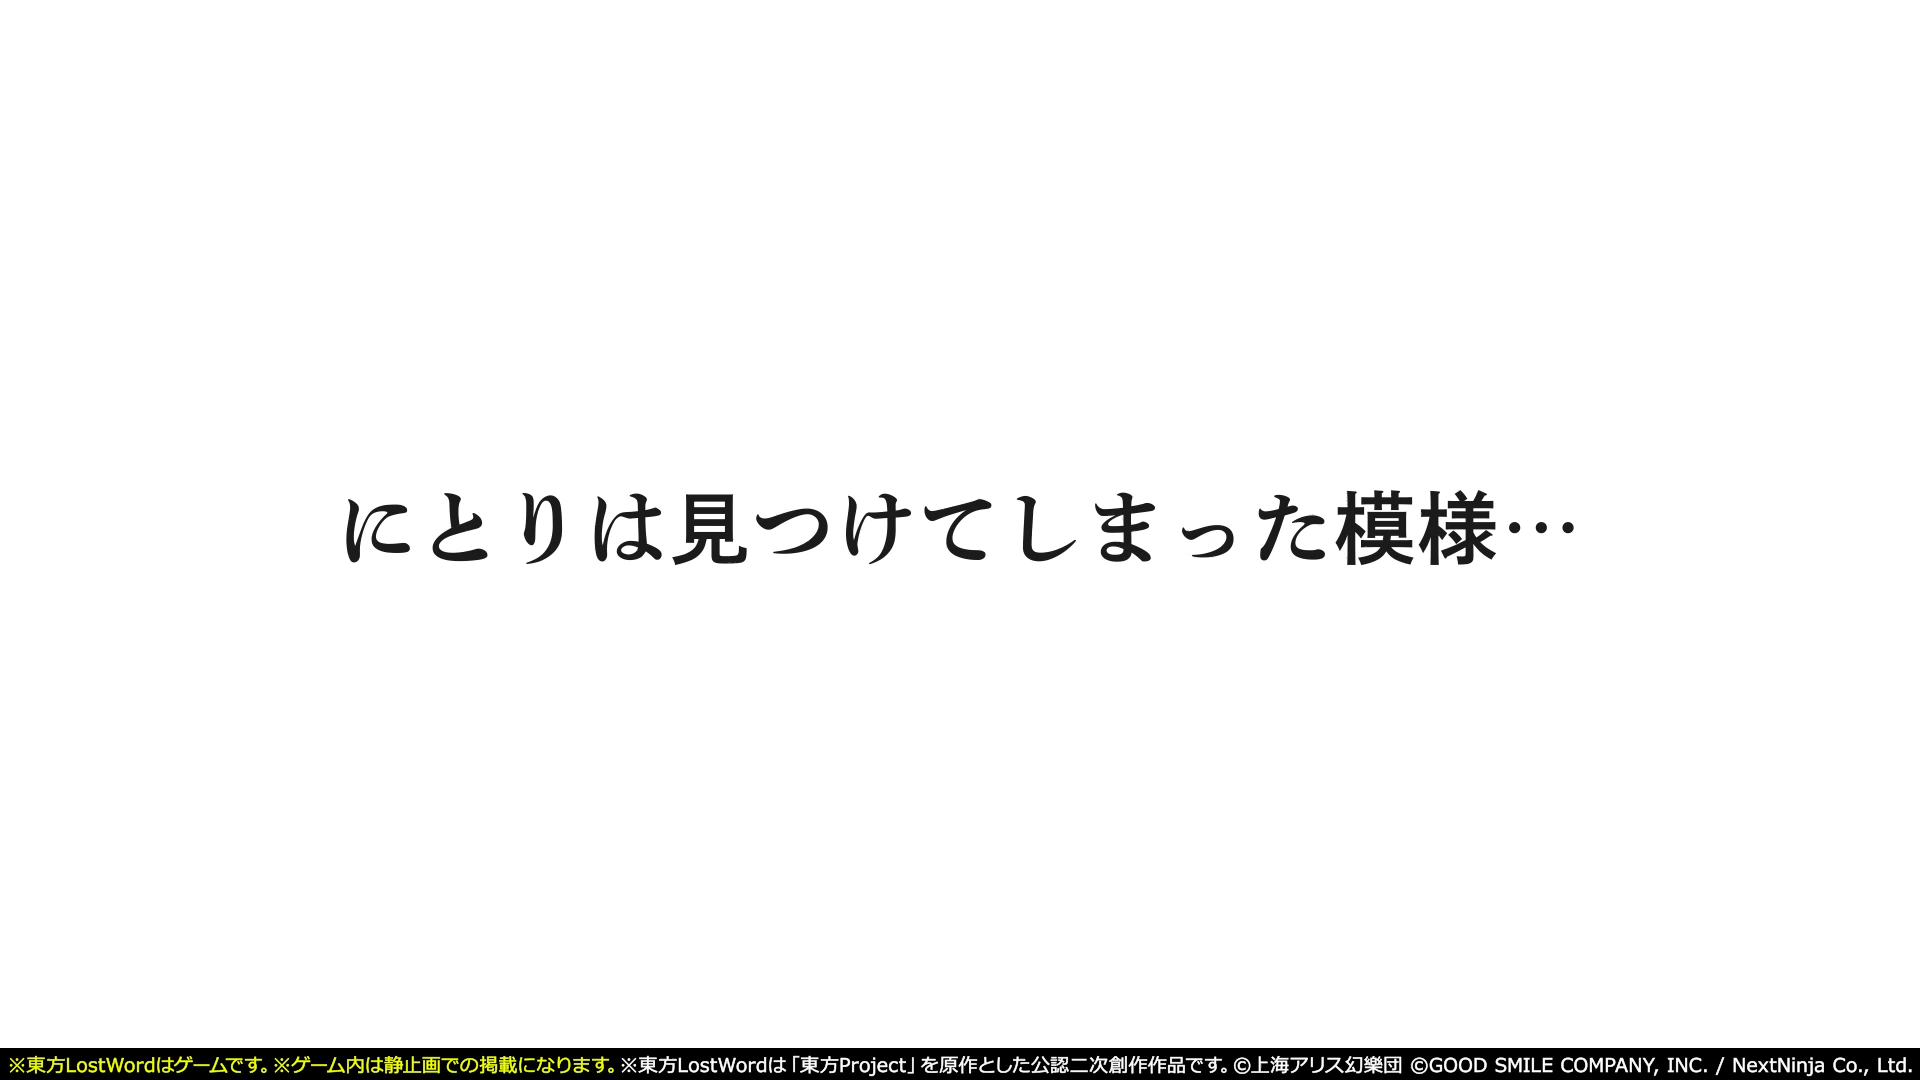 にとりは見つけてしまった模様…
※東方LostWordはゲームです。※ゲーム内は静止画での掲載になります。※東方LostWordは「東方Project」を原作とした公認二次創作作品です。©上海アリス幻樂団 ©GOOD SMILE COMPANY, INC. / NextNinja Co., Ltd.